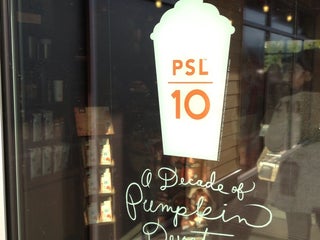 PSL
10
A Decade of
Pumpkin